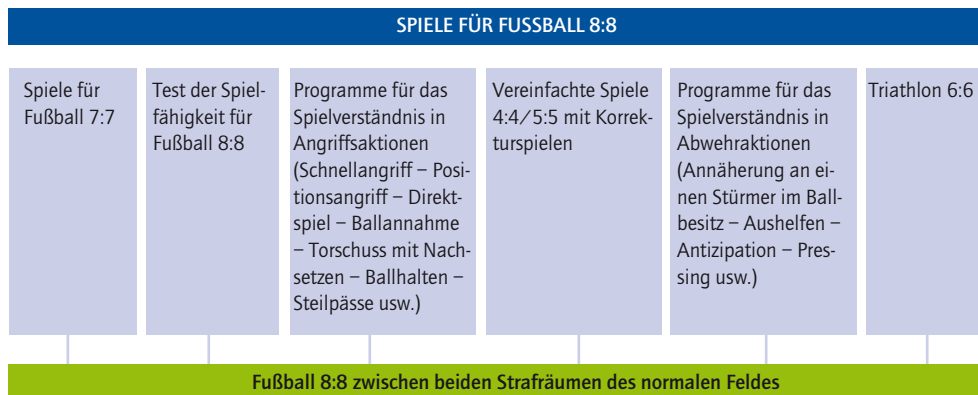 SPIELE FÜR FUSSBALL 8:8
Spiele für
Fußball 7:7
Test der Spiel-
fähigkeit für
Fußball 8:8
Programme für das
Spielverständnis in
Angriffsaktionen
(Schnellangriff – Posi-
tionsangriff – Direkt-
spiel – Ballannahme
– Torschuss mit Nach-
setzen – Ballhalten –
Steilpässe usw.)
Vereinfachte Spiele
4:4/5:5 mit Korrek-
turspielen
Programme für das
Spielverständnis in
Abwehraktionen
(Annäherung an ei-
nen Stürmer im Ball-
besitz – Aushelfen –
Antizipation – Pres-
sing usw.)
Triathlon 6:6
Fußball 8:8 zwischen beiden Strafräumen des normalen Feldes